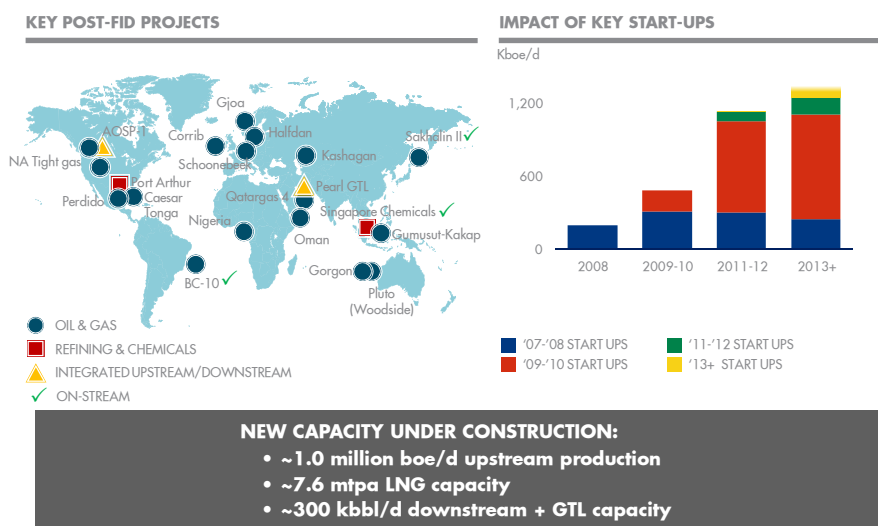 KEY POST-FID PROJECTS
IMPACT OF KEY START-UPS
Kboe/d
Gjoa
AOSP-1
Corrib
Halfdan
Sakhalin II
NA Tight gas
Schoonebeek
Kashagan
Port Arthur
Qatargas 4
Pearl GTL
Perdido
Caesar
Tonga
Singapore Chemicals
Nigeria
Oman
Gumusut-Kakap
BC-10
Gorgon
Pluto
(Woodside)
OIL & GAS
REFINING & CHEMICALS
INTEGRATED UPSTREAM/DOWNSTREAM
ON-STREAM
1,200
600
0
2008
2009-10
2011-12
2013+
‘07-’08 START UPS
‘11-’12 START UPS
‘09-’10 START UPS
‘13+ START UPS
NEW CAPACITY UNDER CONSTRUCTION:
• ~1.0 million boe/d upstream production
• ~7.6 mtpa LNG capacity
• ~300 kbbl/d downstream + GTL capacity